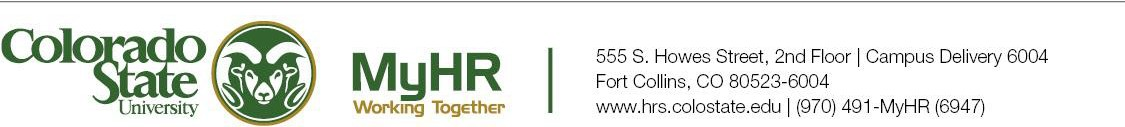 Colorado
State
University
MyHR
Working Together
555 S. Howes Street, 2nd Floor | Campus Delivery 6004
Fort Collins, CO 80523-6004
www.hrs.colostate.edu | (970) 491-MyHR (6947)